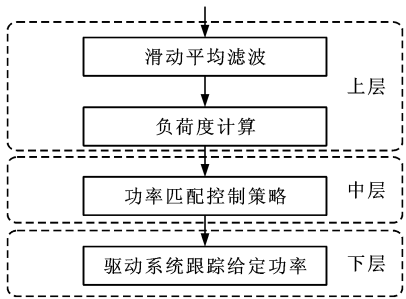 滑动平均滤波
上层
负荷度计算
功率匹配控制策略
中层
驱动系统跟踪给定功率
下层